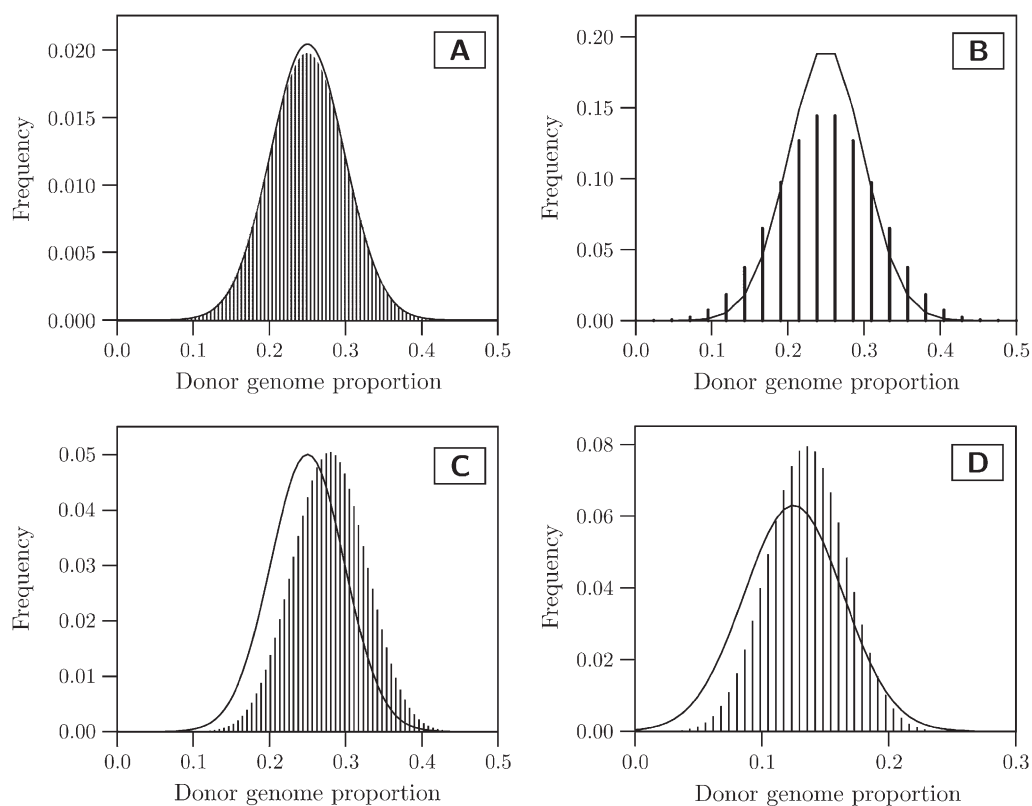 A
0.020
0.015
0.010
0.005
0.000
Frequency
0.0 0.1 0.2 0.3 0.4 0.5
Donor genome proportion
B
0.20
0.15
0.10
0.05
0.00
Frequency
0.0 0.1 0.2 0.3 0.4 0.5
Donor genome proportion
C
0.05
0.04
0.03
0.02
0.01
0.00
Frequency
0.0 0.1 0.2 0.3 0.4 0.5
Donor genome proportion
D
0.08
0.06
0.04
0.02
0.00
Frequency
0.0 0.1 0.2 0.3
Donor genome proportion